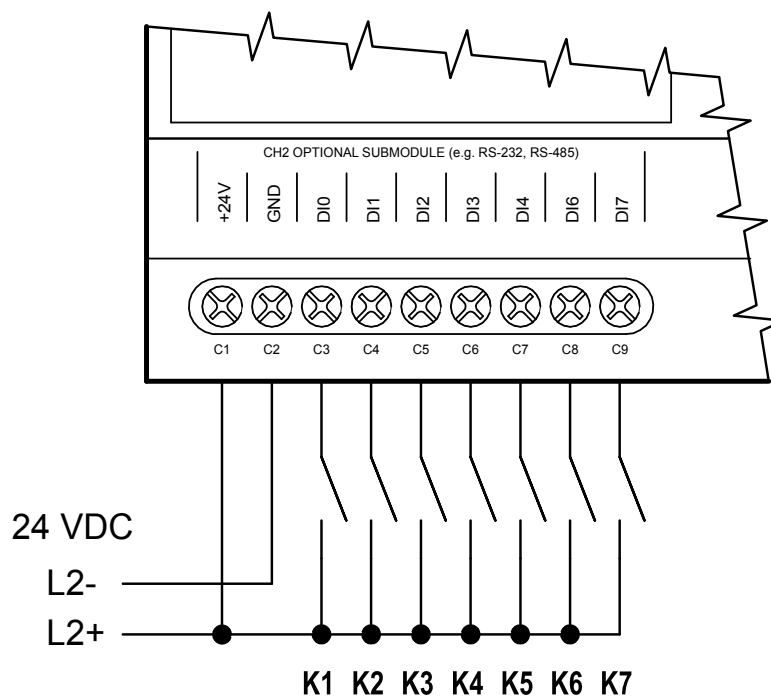 CH2 OPTIONAL SUBMODULE (e.g. RS-232, RS-485)
+24V GND DI0 DI1 DI2 DI3 DI4 DI6 DI7
C1 C2 C3 C4 C5 C6 C7 C8 C9
24 VDC
L2-
L2+
K1 K2 K3 K4 K5 K6 K7